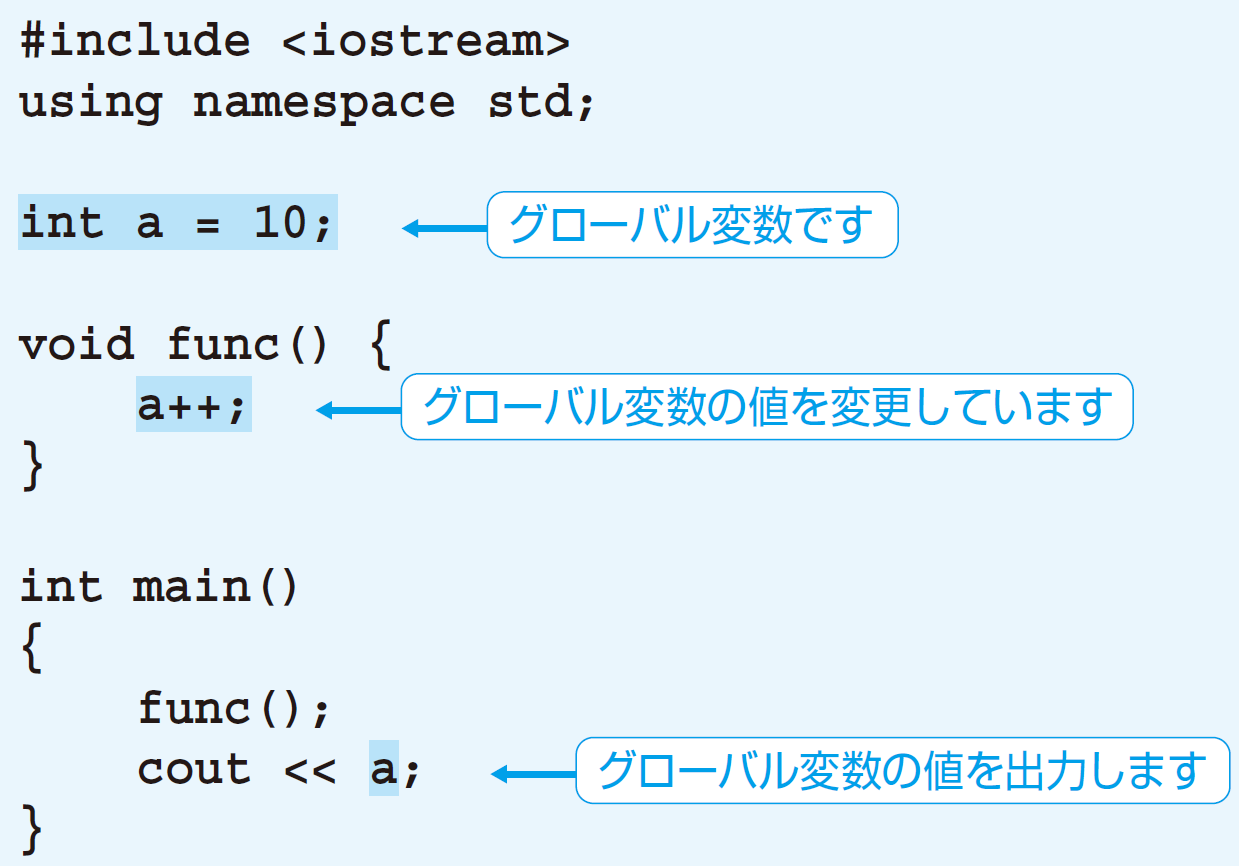 #include <iostream>
using namespace std;
int a = 10;
グローバル変数です
void func() {
a++;
グローバル変数の値を変更しています
}
int main()
{
func();
cout << a;
グローバル変数の値を出力します
}